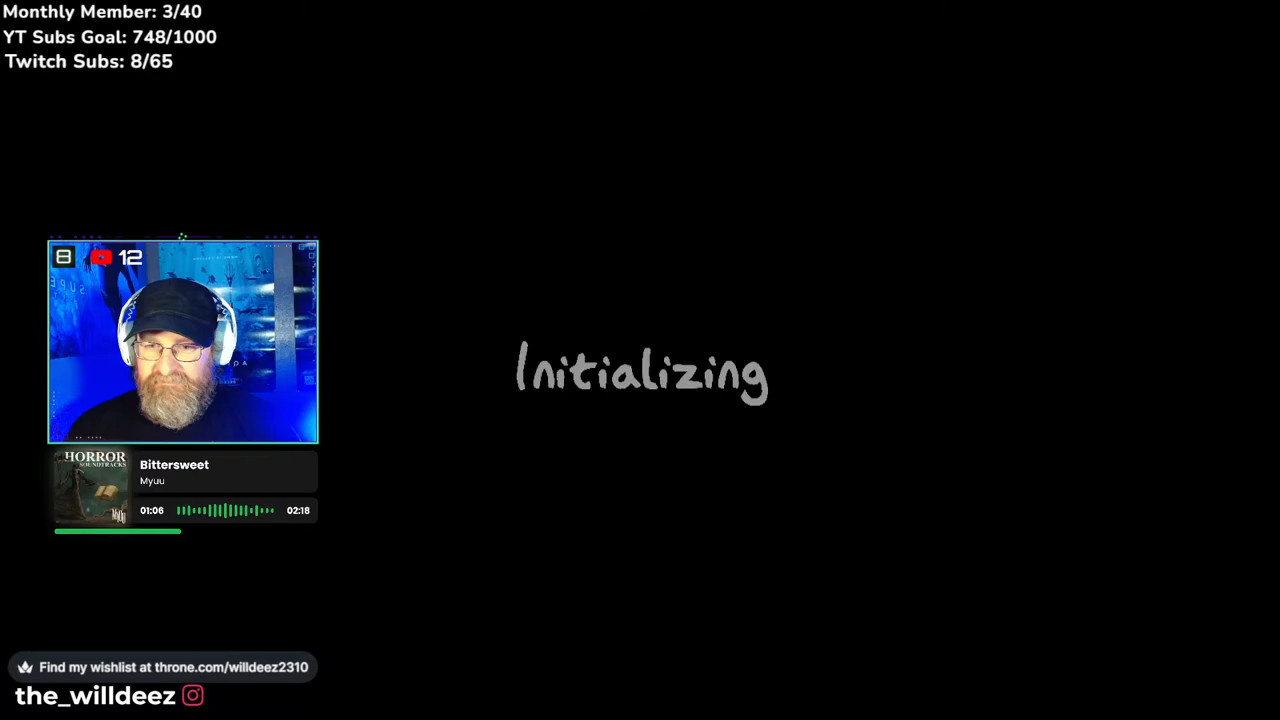 Monthly Member: 3/40
YT Subs Goal: 748/1000
Twitch Subs: 8/65
12
Initializing
HORROR
SOUNDTRACKS
Myuu
Bittersweet
Myuu
01:06
02:18
Find my wishlist at throne.com/willdeez2310
the_willdeez